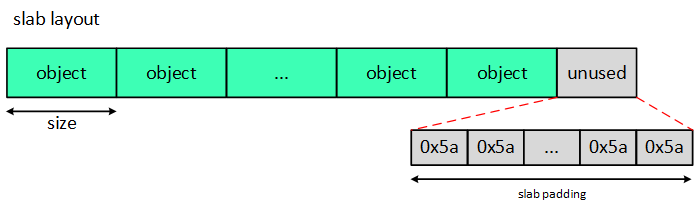 slab layout
object object ... object object unused
size
0x5a 0x5a ... 0x5a 0x5a
slab padding